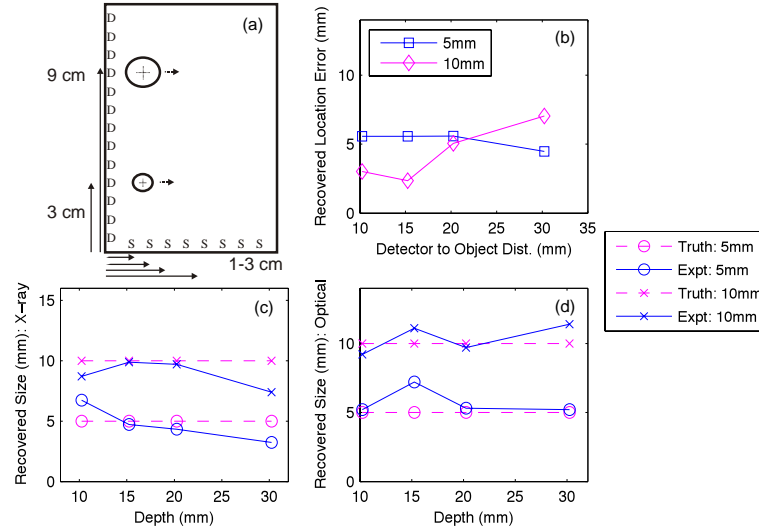 (a)
D
D
D
D
D
D
D
D
D
D
D
D
D
9 cm
3 cm
S S S S S S S S
1-3 cm
(b)
5mm
10mm
Recovered Location Error (mm)
0
5
10
10 15 20 25 30 35
Detector to Object Dist. (mm)
Truth: 5mm
Expt: 5mm
Truth: 10mm
Expt: 10mm
(c)
Recovered Size (mm): X-ray
15
10
5
0
10 15 20 25 30
Depth (mm)
(d)
Recovered Size (mm): Optical
10
5
0
10 15 20 25 30
Depth (mm)